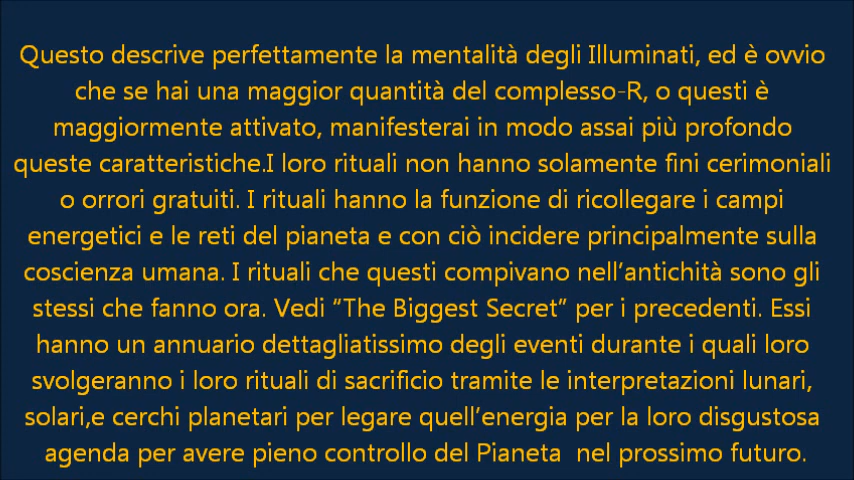 Questo descrive perfettamente la mentalità degli Illuminati, ed è ovvio
che se hai una maggior quantità del complesso-R, o questi è
maggiormente attivato, manifesterai in modo assai più profondo
queste caratteristiche.I loro rituali non hanno solamente fini cerimoniali
o orrori gratuiti. I rituali hanno la funzione di ricollegare i campi
energetici e le reti del pianeta e con ciò incidere principalmente sulla
coscienza umana. I rituali che questi compivano nell'antichità sono gli
stessi che fanno ora. Vedi “The Biggest Secret” per i precedenti. Essi
hanno un annuario dettagliatissimo degli eventi durante i quali loro
svolgeranno i loro rituali di sacrificio tramite le interpretazioni lunari,
solari,e cerchi planetari per legare quell'energia per la loro disgustosa
agenda per avere pieno controllo del Pianeta  nel prossimo futuro.